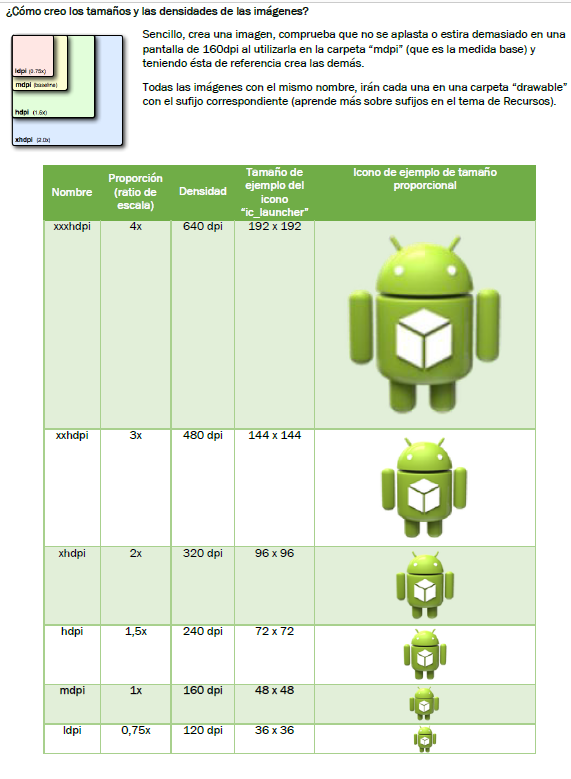 ¿Cómo creo los tamaños y las densidades de las imágenes?
Sencillo, crea una imagen, comprueba que no se aplasta o estira demasiado en una
pantalla de 160dpi al utilizarla en la carpeta “mdpi” (que es la medida base) y
teniendo ésta de referencia crea las demás.
Todas las imágenes con el mismo nombre, irán cada una en una carpeta “drawable”
con el sufijo correspondiente (aprende más sobre sufijos en el tema de Recursos).
ldpi (0.75x)
mdpi (baseline)
hdpi (1.5x)
xhdpi (2.0x)
Nombre
Proporción
(ratio de
escala)
Densidad
Tamaño de
ejemplo del
icono
“ic_launcher”
Icono de ejemplo de tamaño
proporcional
xxxhdpi 4x 640 dpi 192 x 192
xxhdpi 3x 480 dpi 144 x 144
xhdpi 2x 320 dpi 96 x 96
hdpi 1,5x 240 dpi 72 x 72
mdpi 1x 160 dpi 48 x 48
ldpi 0,75x 120 dpi 36 x 36